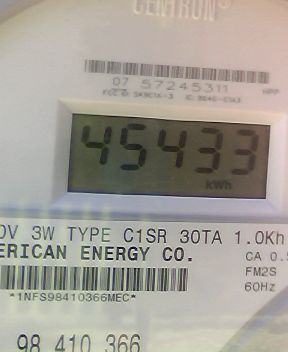 CENTRON
07 57245311
45433
kWh
0V 3W TYPE C1SR 30TA 1.0Kh
ERICAN ENERGY CO.
CA 0.5
FM2S
60Hz
*1NFS98410366MEC*
98 410 366